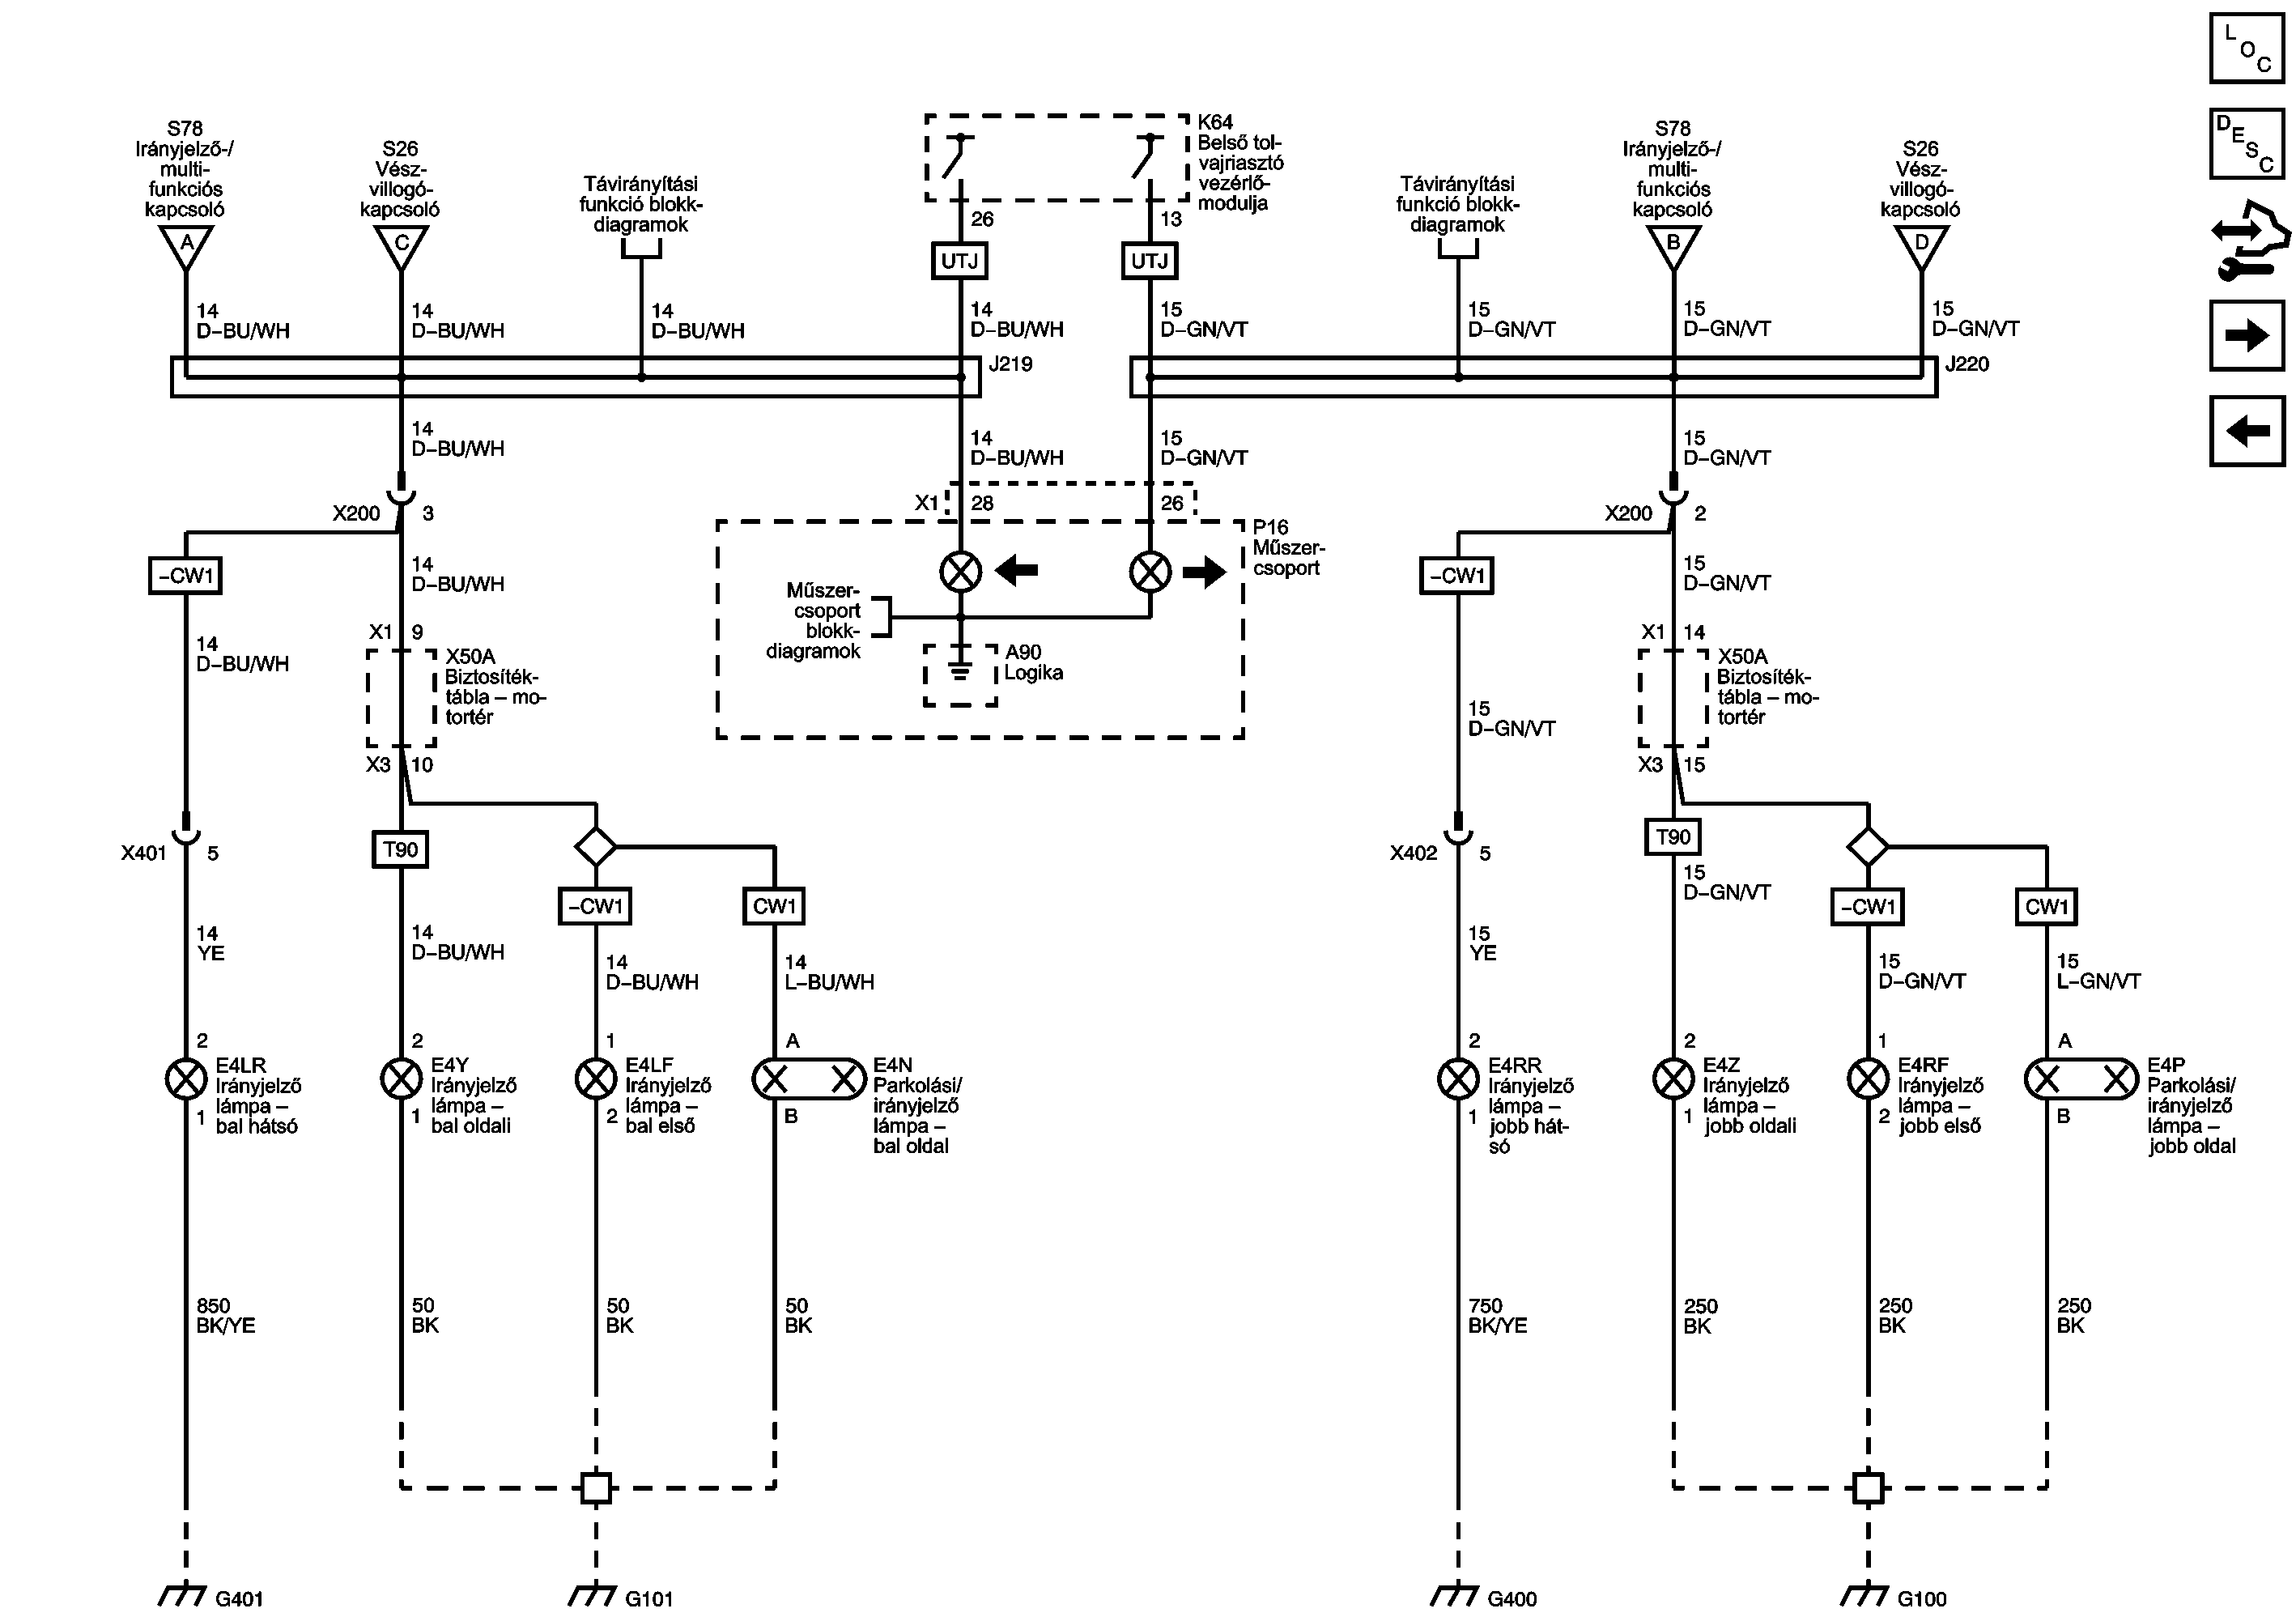 L
O
C
D
E
S
C
S78
Irányjelző-/
multi-
funkciós
kapcsoló
A
14
D–BU/WH
S26
Vész-
villogó-
kapcsoló
C
14
D–BU/WH
Távirányítási
funkció blokk-
diagramok
14
D–BU/WH
K64
Belső tol-
vajriasztó
vezérlő-
modulja
26
UTJ
14
D–BU/WH
13
UTJ
15
D–GN/VT
Távirányítási
funkció blokk-
diagramok
15
D–GN/VT
S78
Irányjelző-/
multi-
funkciós
kapcsoló
B
15
D–GN/VT
S26
Vész-
villogó-
kapcsoló
D
15
D–GN/VT
J219
J220
14
D–BU/WH
14
D–BU/WH
15
D–GN/VT
15
D–GN/VT
X200
3
X1
28
26
X200
2
–CW1
14
D–BU/WH
P16
Műszer-
csoport
–CW1
15
D–GN/VT
Műszer-
csoport
blokk-
diagramok
A90
Logika
14
D–BU/WH
X1
9
X50A
Biztosíték-
tábla – mo-
tortér
X3
10
15
D–GN/VT
X1
14
X50A
Biztosíték-
tábla – mo-
tortér
X3
15
X401
5
T90
–CW1
CW1
X402
5
T90
15
D–GN/VT
–CW1
CW1
14
YE
14
D–BU/WH
14
D–BU/WH
14
L–BU/WH
15
YE
15
D–GN/VT
15
L–GN/VT
2
E4LR
Irányjelző
lámpa –
bal hátsó
1
2
E4Y
Irányjelző
lámpa –
bal oldali
1
1
E4LF
Irányjelző
lámpa –
bal első
2
A
E4N
Parkolási/
irányjelző
lámpa –
bal oldal
B
2
E4RR
Irányjelző
lámpa –
jobb hát-
só
1
2
E4Z
Irányjelző
lámpa –
jobb oldali
1
1
E4RF
Irányjelző
lámpa –
jobb első
2
A
E4P
Parkolási/
irányjelző
lámpa –
jobb oldal
B
850
BK/YE
50
BK
50
BK
50
BK
750
BK/YE
250
BK
250
BK
250
BK
G401
G101
G400
G100